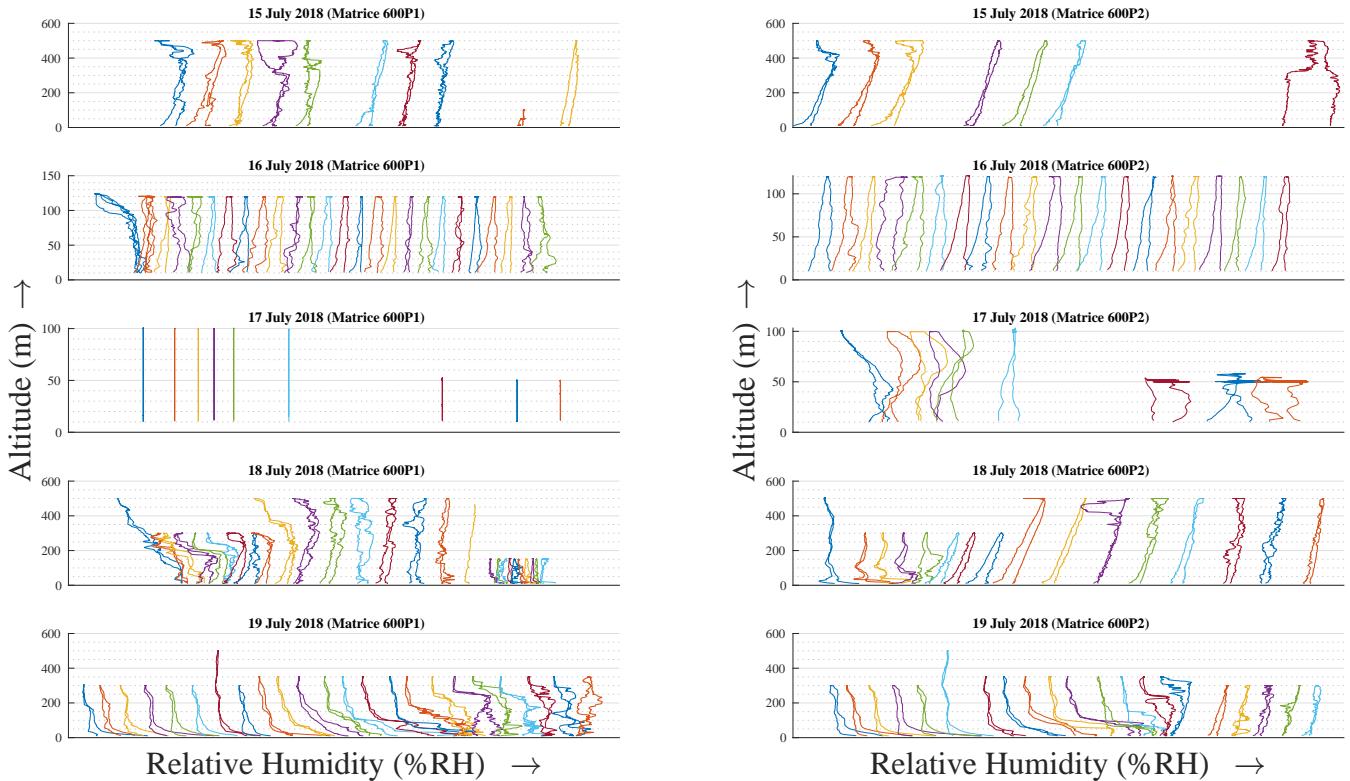 15 July 2018 (Matrice 600P1)
600
400
200
0
16 July 2018 (Matrice 600P1)
150
100
50
0
17 July 2018 (Matrice 600P1)
100
50
0
18 July 2018 (Matrice 600P1)
600
400
200
0
19 July 2018 (Matrice 600P1)
600
400
200
0
Altitude (m) →
Relative Humidity (%RH) →
15 July 2018 (Matrice 600P2)
600
400
200
0
16 July 2018 (Matrice 600P2)
100
50
0
17 July 2018 (Matrice 600P2)
100
50
0
18 July 2018 (Matrice 600P2)
600
400
200
0
19 July 2018 (Matrice 600P2)
600
400
200
0
Altitude (m) →
Relative Humidity (%RH) →